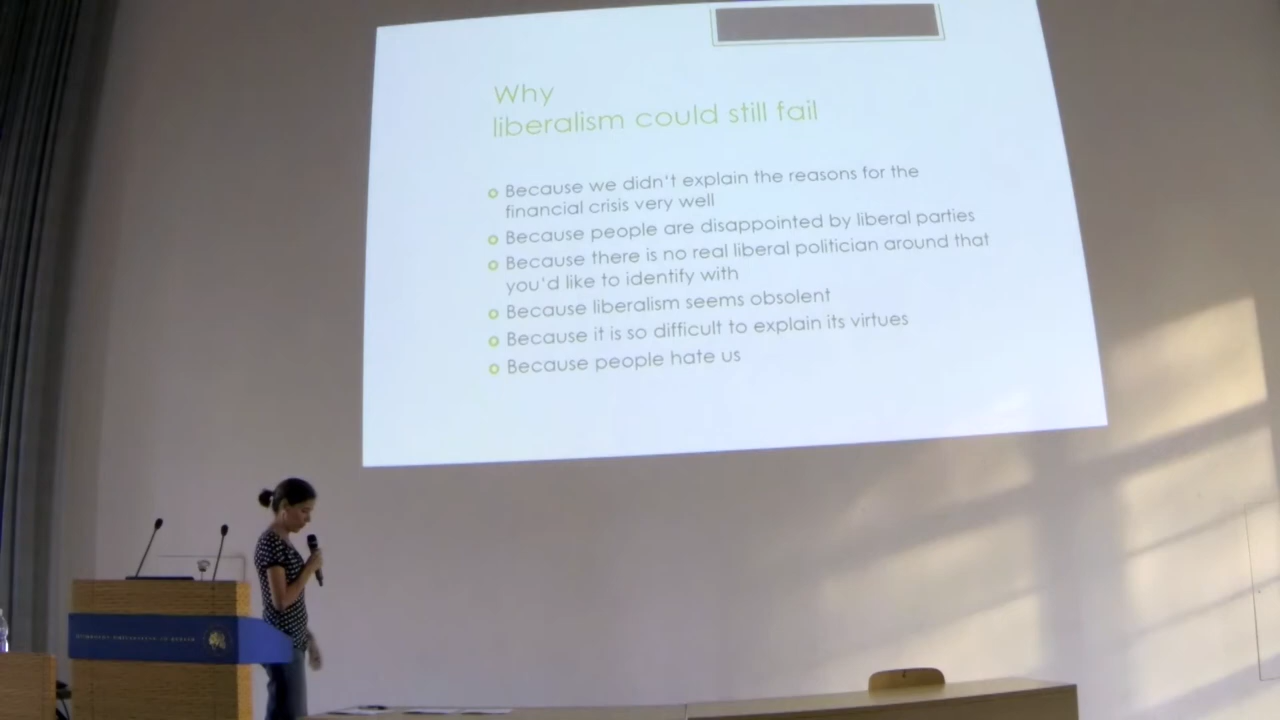 Why
liberalism could still fail
Because we didn't explain the reasons for the
financial crisis very well
Because people are disappointed by liberal parties
Because there is no real liberal politician around that
you'd like to identify with
Because liberalism seems obsolent
Because it is so difficult to explain its virtues
Because people hate us